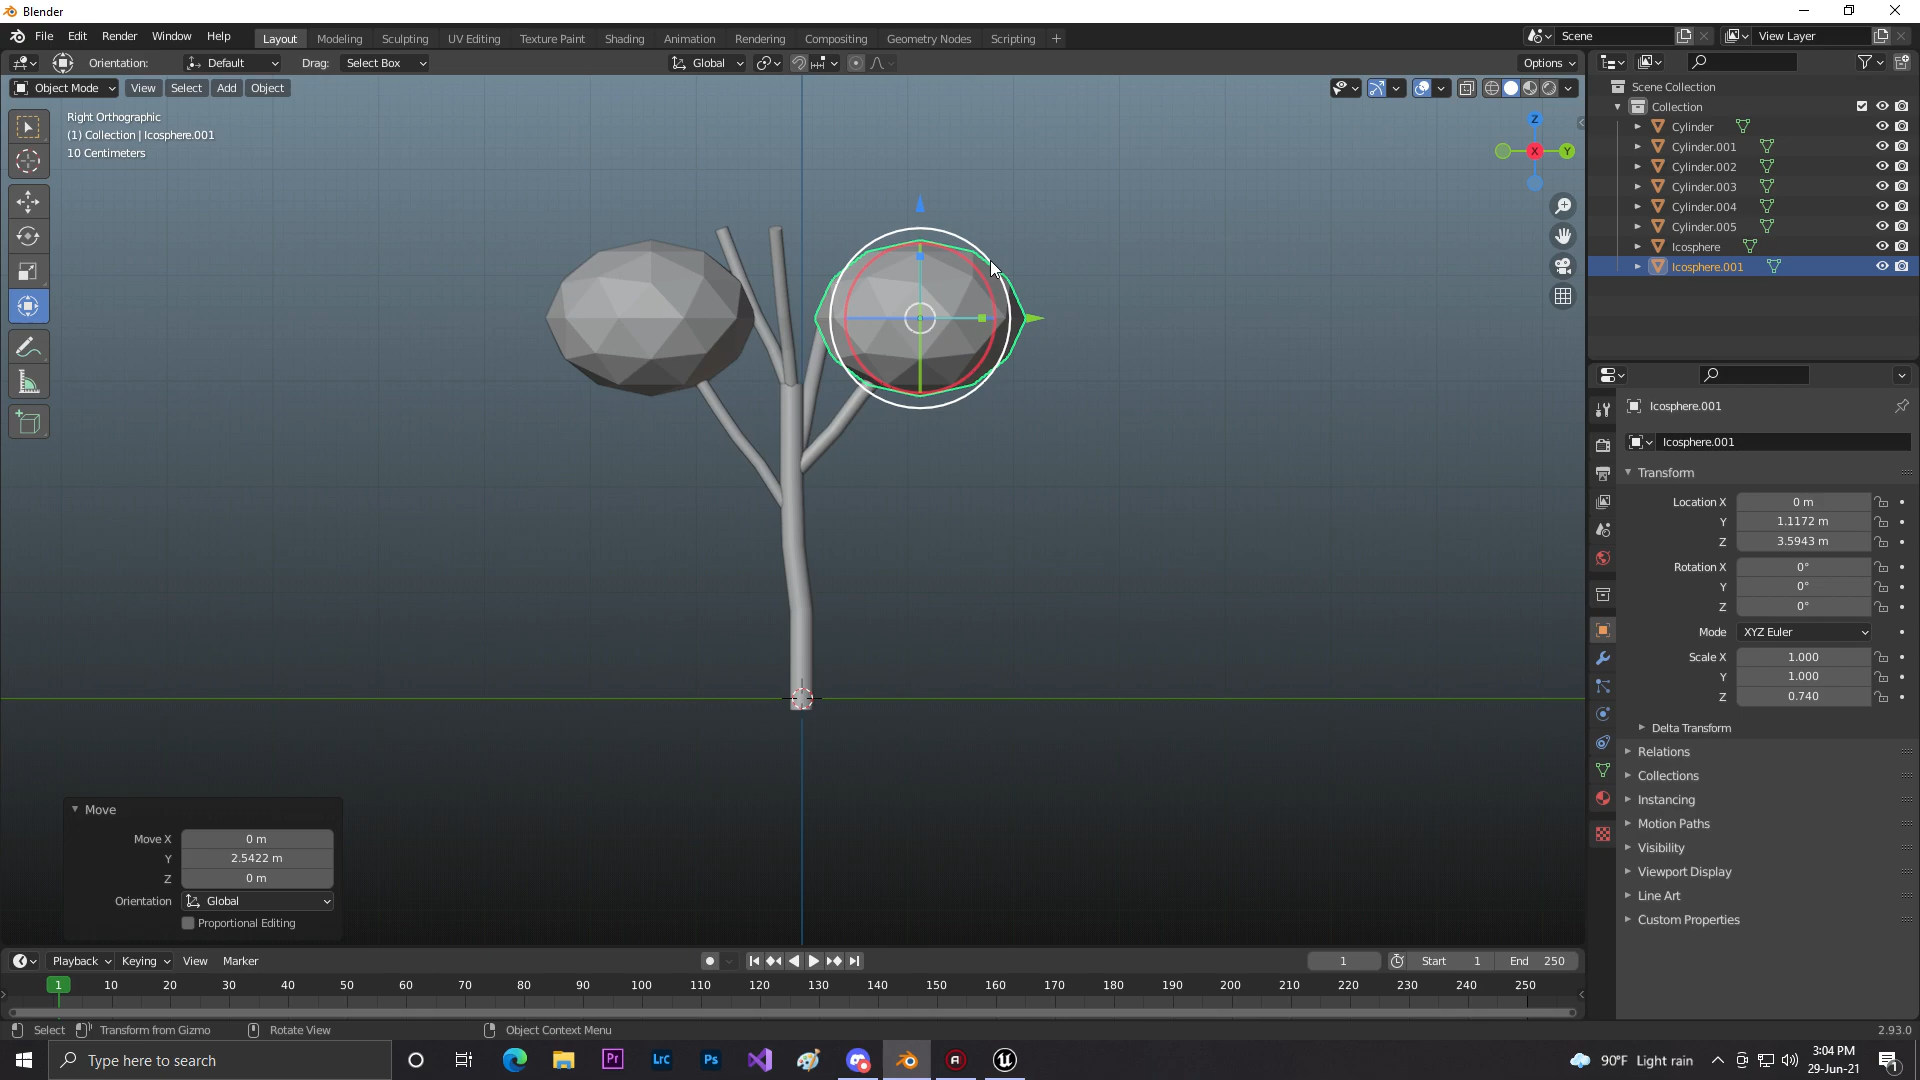 Blender
File Edit Render Window Help
Layout Modeling Sculpting UV Editing Texture Paint Shading Animation Rendering Compositing Geometry Nodes Scripting +
Scene
View Layer
Orientation: Default Drag: Select Box
Global
Options
Object Mode View Select Add Object
Right Orthographic
(1) Collection | Icosphere.001
10 Centimeters
Z
X
Y
Scene Collection
Collection
Cylinder
Cylinder.001
Cylinder.002
Cylinder.003
Cylinder.004
Cylinder.005
Icosphere
Icosphere.001
Icosphere.001
Icosphere.001
Transform
Location X 0 m
Y 1.1172 m
Z 3.5943 m
Rotation X 0°
Y 0°
Z 0°
Mode XYZ Euler
Scale X 1.000
Y 1.000
Z 0.740
Delta Transform
Relations
Collections
Instancing
Motion Paths
Visibility
Viewport Display
Line Art
Custom Properties
Move
Move X 0 m
Y 2.5422 m
Z 0 m
Orientation Global
Proportional Editing
Playback Keying View Marker
1 Start 1 End 250
1 10 20 30 40 50 60 70 80 90 100 110 120 130 140 150 160 170 180 190 200 210 220 230 240 250
Select Transform from Gizmo Rotate View Object Context Menu
2.93.0
Type here to search
Pr Lrc Ps
90°F Light rain
3:04 PM
29-Jun-21
1